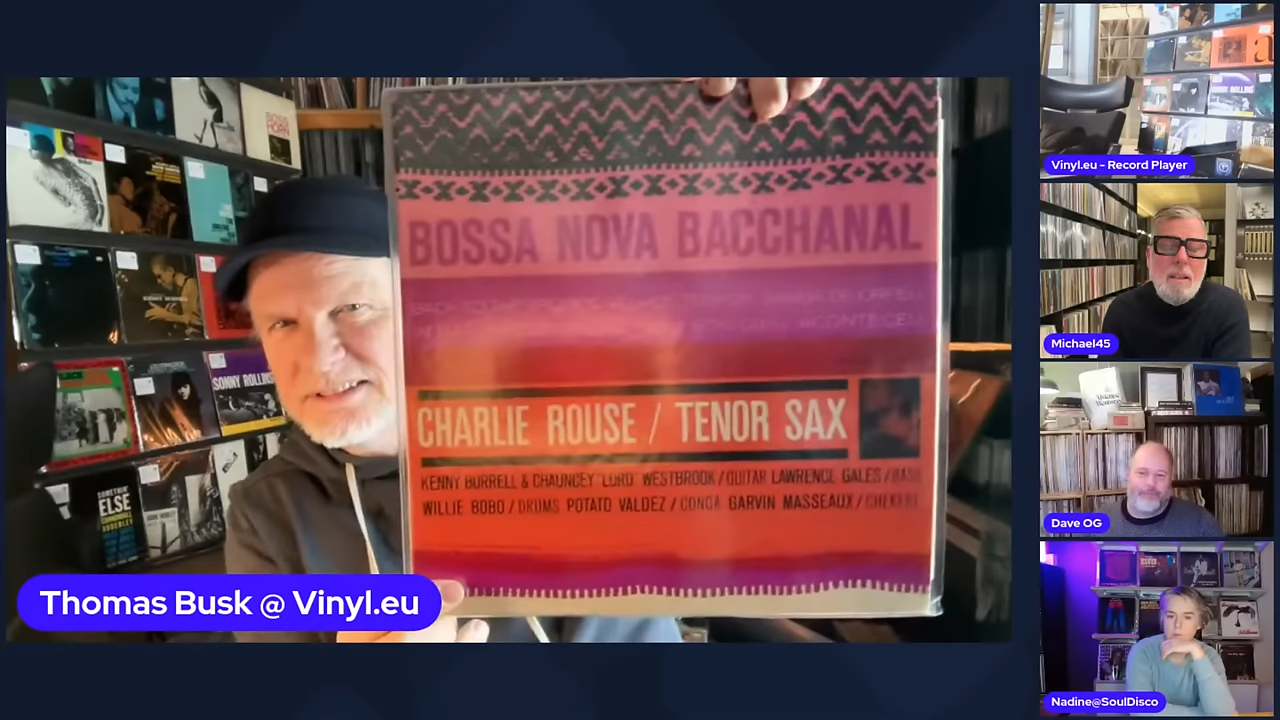 BOSSA NOVA BACCHANAL
CHARLIE ROUSE / TENOR SAX
KENNY BURRELL & CHAUNCEY "LORD" WESTBROOK / GUITAR LAWRENCE GALES / BASS
WILLIE BOBO / DRUMS POTATO VALDEZ / CONGA GARVIN MASSEAUX / CHEKERE
SONNY ROLLINS
SOMETHIN'
ELSE
CANNONBALL
ADDERLEY
Thomas Busk @ Vinyl.eu
Vinyl.eu - Record Player
Michael45
Dave OG
Nadine@SoulDisco